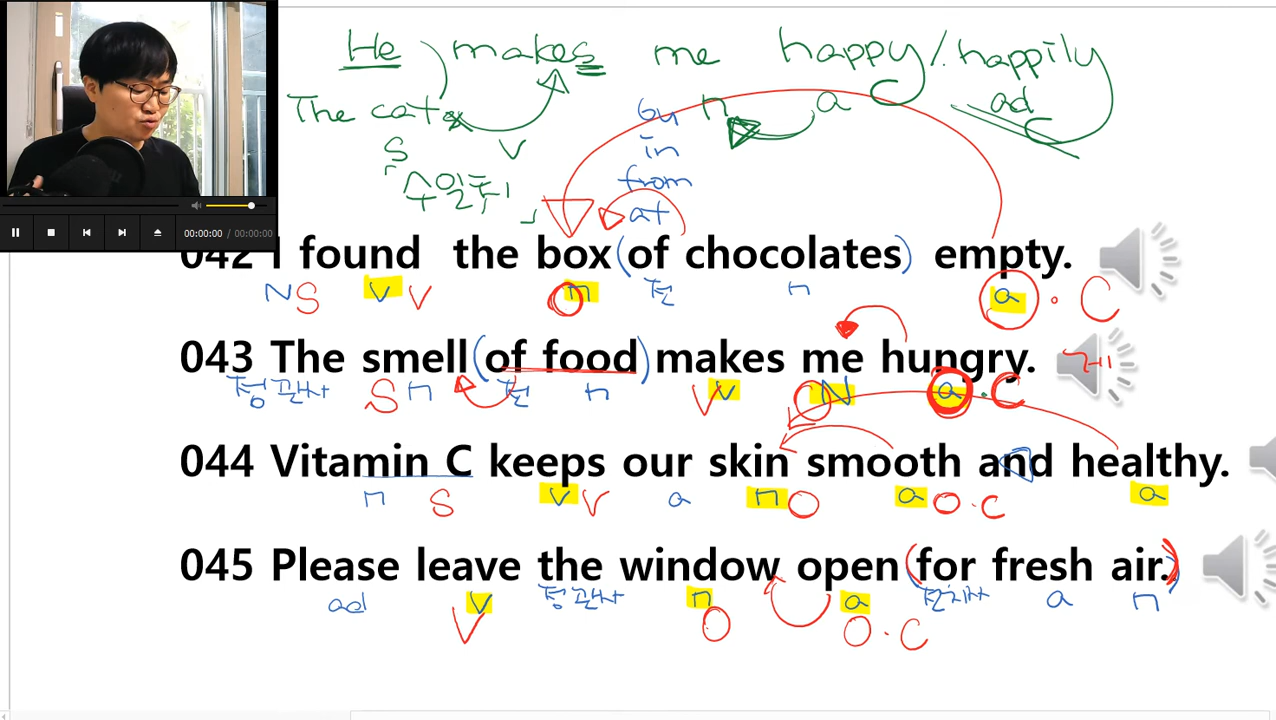 He makes me happy / happily
The cats n a ad
S V by
「수일치」 in
from
at
042 I found the box (of chocolates) empty.
N S v V n 전 n a · C
043 The smell (of food) makes me hungry. 게
정관사 S n 전 n V v O N a · C
044 Vitamin C keeps our skin smooth and healthy.
n S v V a n O a O·C a
045 Please leave the window open (for fresh air.)
ad v 정관사 n a 전치사 a n
V O O·C
00:00:00 / 00:00:00